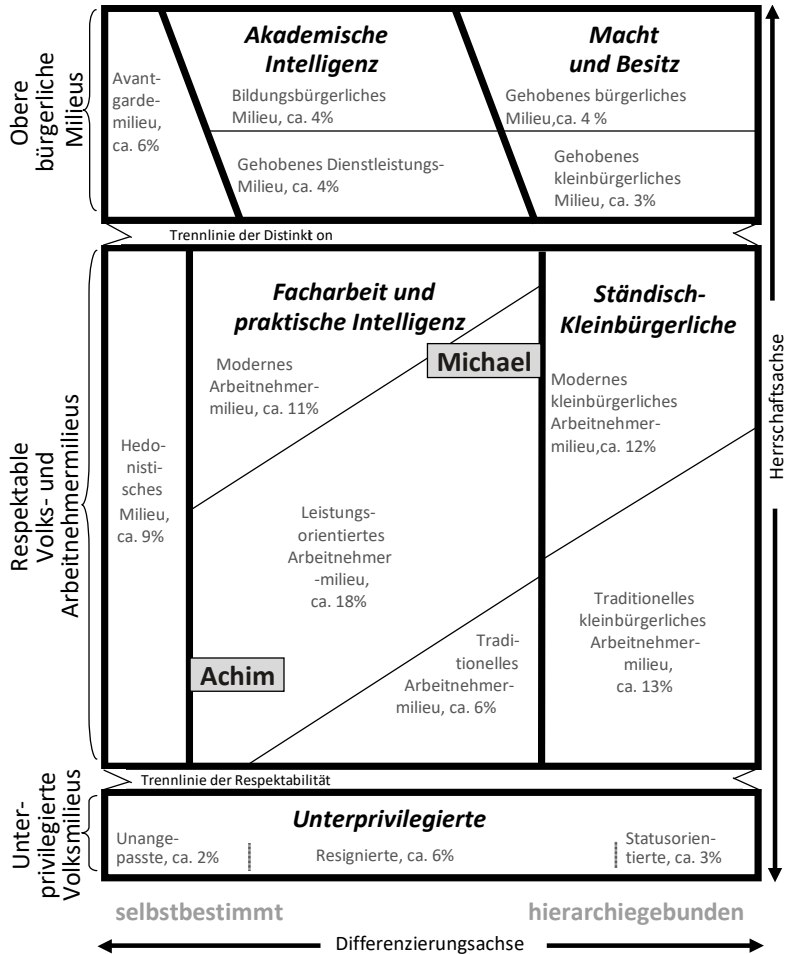 Obere
bürgerliche
Milieus
Avant-
garde-
milieu,
ca. 6%
Akademische
Intelligenz
Bildungsbürgerliches
Milieu, ca. 4%
Gehobenes Dienstleistungs-
Milieu, ca. 4%
Macht
und Besitz
Gehobenes bürgerliches
Milieu,ca. 4 %
Gehobenes
kleinbürgerliches
Milieu, ca. 3%
Trennlinie der Distinkt on
Respektable
Volks- und
Arbeitnehmermilieus
Hedo-
nisti-
sches
Milieu,
ca. 9%
Facharbeit und
praktische Intelligenz
Modernes
Arbeitnehmer-
milieu, ca. 11%
Michael
Leistungs-
orientiertes
Arbeitnehmer
-milieu,
ca. 18%
Achim
Tradi-
tionelles
Arbeitnehmer-
milieu, ca. 6%
Ständisch-
Kleinbürgerliche
Modernes
kleinbürgerliches
Arbeitnehmer-
milieu,ca. 12%
Traditionelles
kleinbürgerliches
Arbeitnehmer-
milieu,
ca. 13%
Herrschaftsachse
Trennlinie der Respektabilität
Unter-
privilegierte
Volksmilieus
Unterprivilegierte
Unange-
passte, ca. 2%
Resignierte, ca. 6%
Statusorien-
tierte, ca. 3%
selbstbestimmt
hierarchiegebunden
Differenzierungsachse